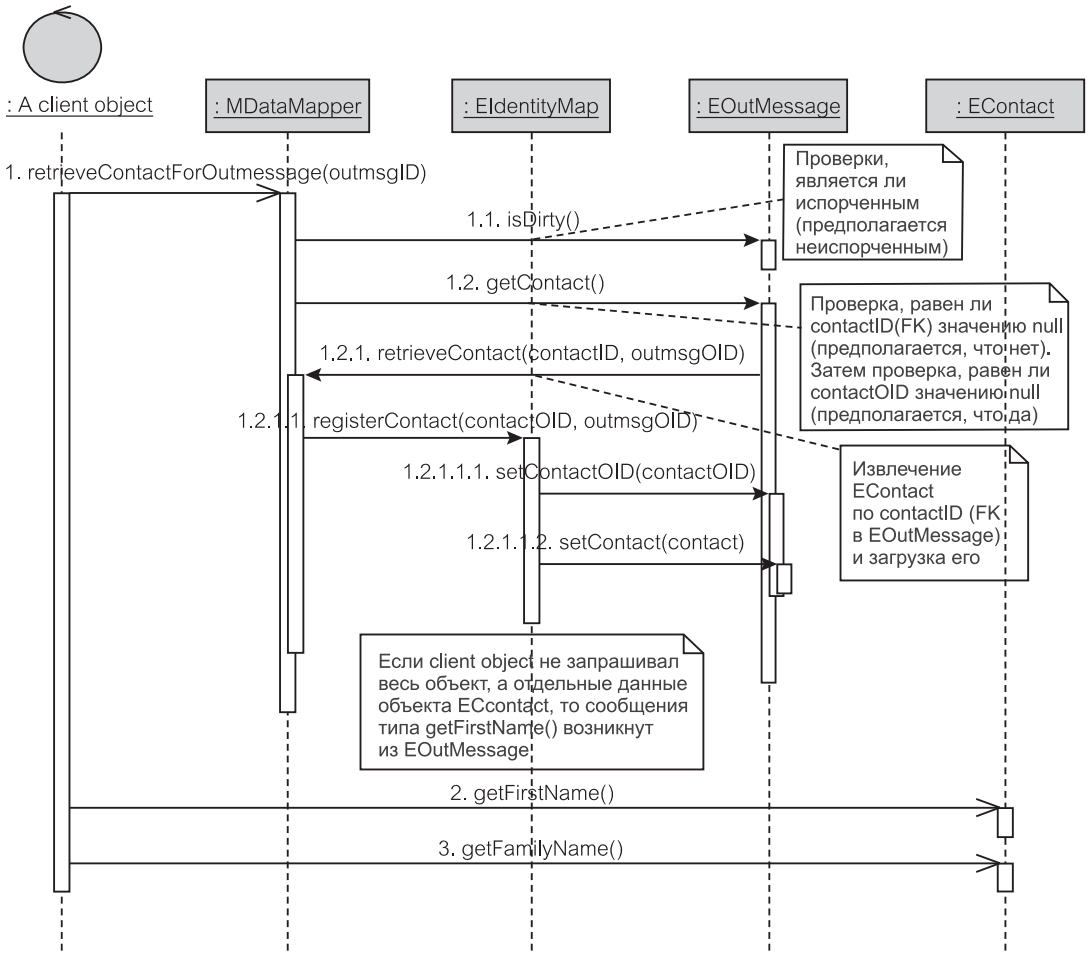 : A client object
: MDataMapper
: EIdentityMap
: EOutMessage
: EContact
1. retrieveContactForOutmessage(outmsgID)
Проверки,
является ли
испорченным
(предполагается
неиспорченным)
1.1. isDirty()
1.2. getContact()
Проверка, равен ли
contactID(FK) значению null
(предполагается, что нет).
Затем проверка, равен ли
contactOID значению null
(предполагается, что да)
1.2.1. retrieveContact(contactID, outmsgOID)
1.2.1.1. registerContact(contactOID, outmsgOID)
1.2.1.1.1. setContactOID(contactOID)
Извлечение
EContact
по contactID (FK
в EOutMessage)
и загрузка его
1.2.1.1.2. setContact(contact)
Если client object не запрашивал
весь объект, а отдельные данные
объекта ECcontact, то сообщения
типа getFirstName() возникнут
из EOutMessage
2. getFirstName()
3. getFamilyName()